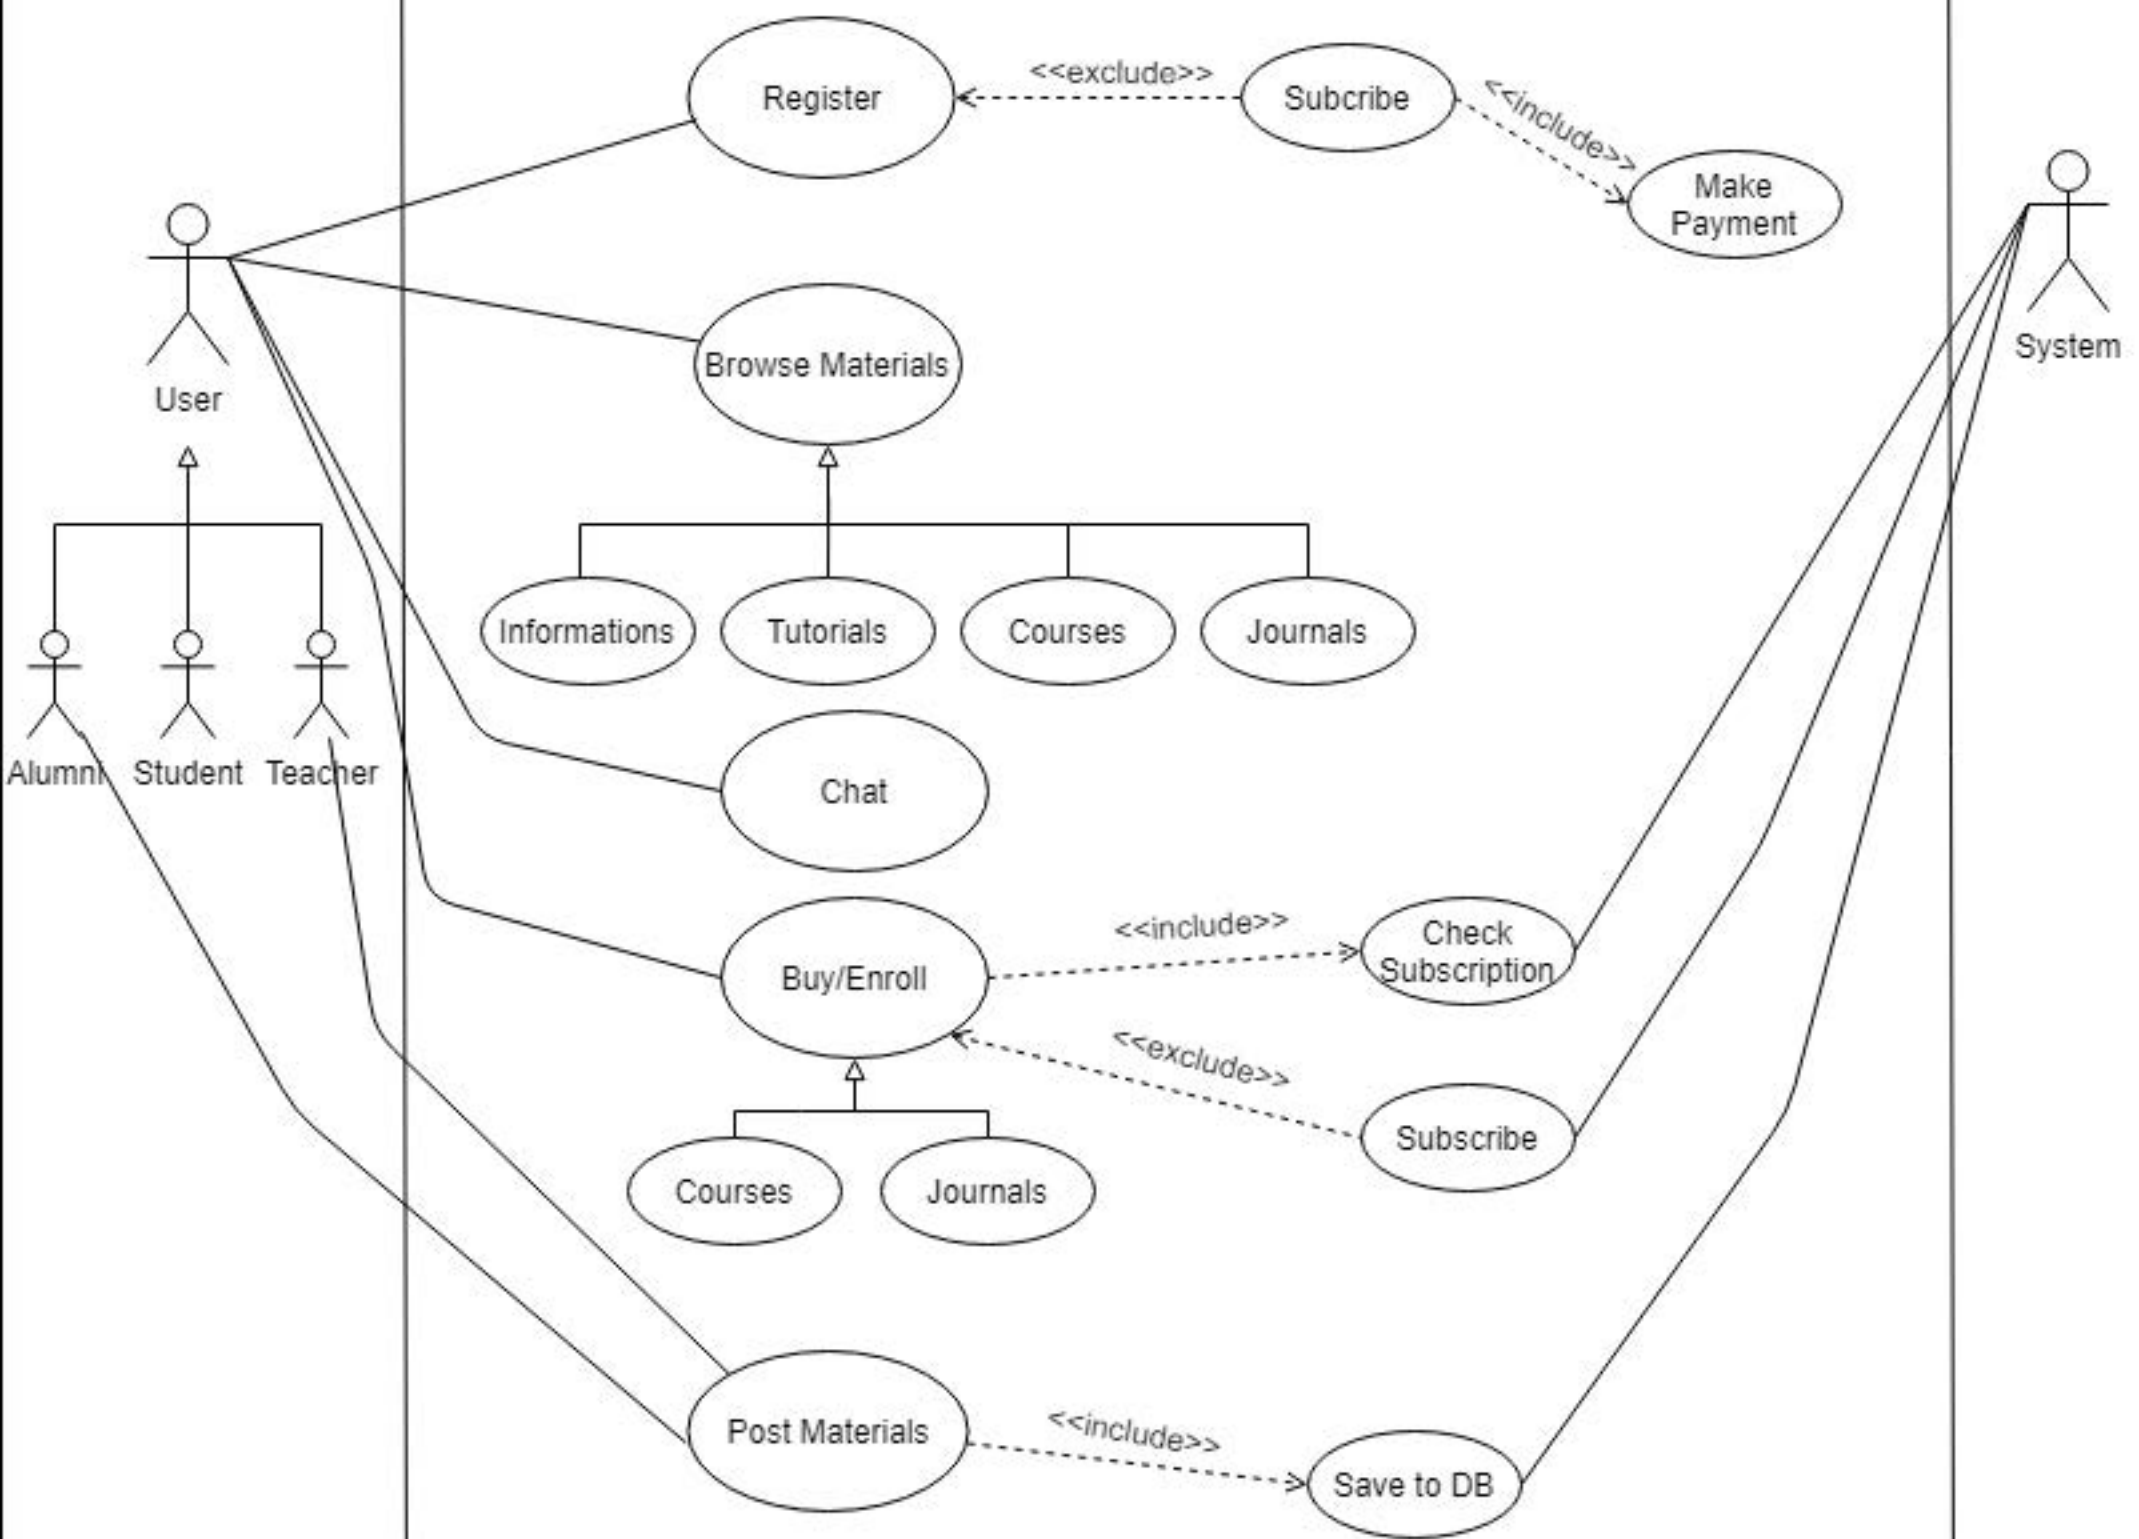 Register
<<exclude>>
Subcribe
<<include>>
Make
Payment
User
System
Browse Materials
Informations
Tutorials
Courses
Journals
Alumni
Student
Teacher
Chat
Buy/Enroll
<<include>>
Check
Subscription
<<exclude>>
Subscribe
Courses
Journals
Post Materials
<<include>>
Save to DB